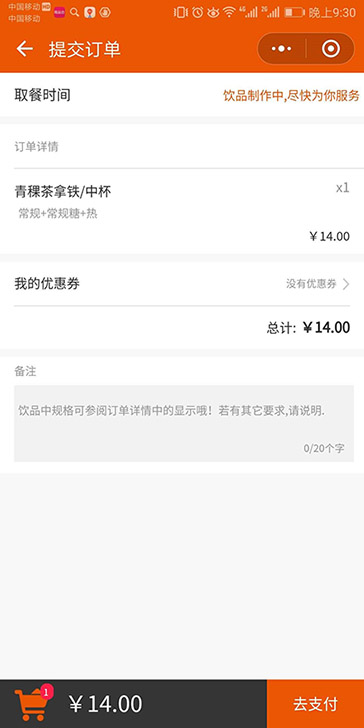 中国移动 HD
中国移动
晚上9:30
提交订单
取餐时间
饮品制作中,尽快为你服务
订单详情
青稞茶拿铁/中杯
x1
常规+常规糖+热
￥14.00
我的优惠券
没有优惠券
总计: ￥14.00
备注
饮品中规格可参阅订单详情中的显示哦！若有其它要求,请说明.
0/20个字
1
￥14.00
去支付